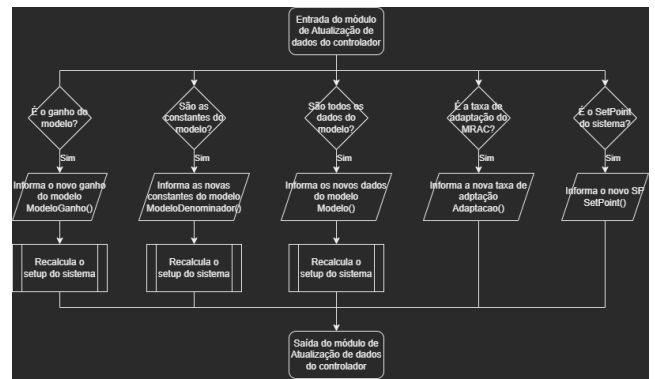 Entrada do módulo
de Atualização de
dados do controlador
É o ganho do
modelo?
São as
constantes do
modelo?
São todos os
dados do
modelo?
É a taxa de
adaptação do
MRAC?
É o SetPoint
do sistema?
Sim
Sim
Sim
Sim
Sim
Informa o novo ganho
do modelo
ModeloGanho()
Informa as novas
constantes do modelo
ModeloDenominador()
Informa os novos dados
do modelo
Modelo()
Informa a nova taxa de
adptação
Adaptacao()
Informa o novo SP
SetPoint()
Recalcula o
setup do sistema
Recalcula o
setup do sistema
Recalcula o
setup do sistema
Saída do módulo de
Atualização de dados
do controlador